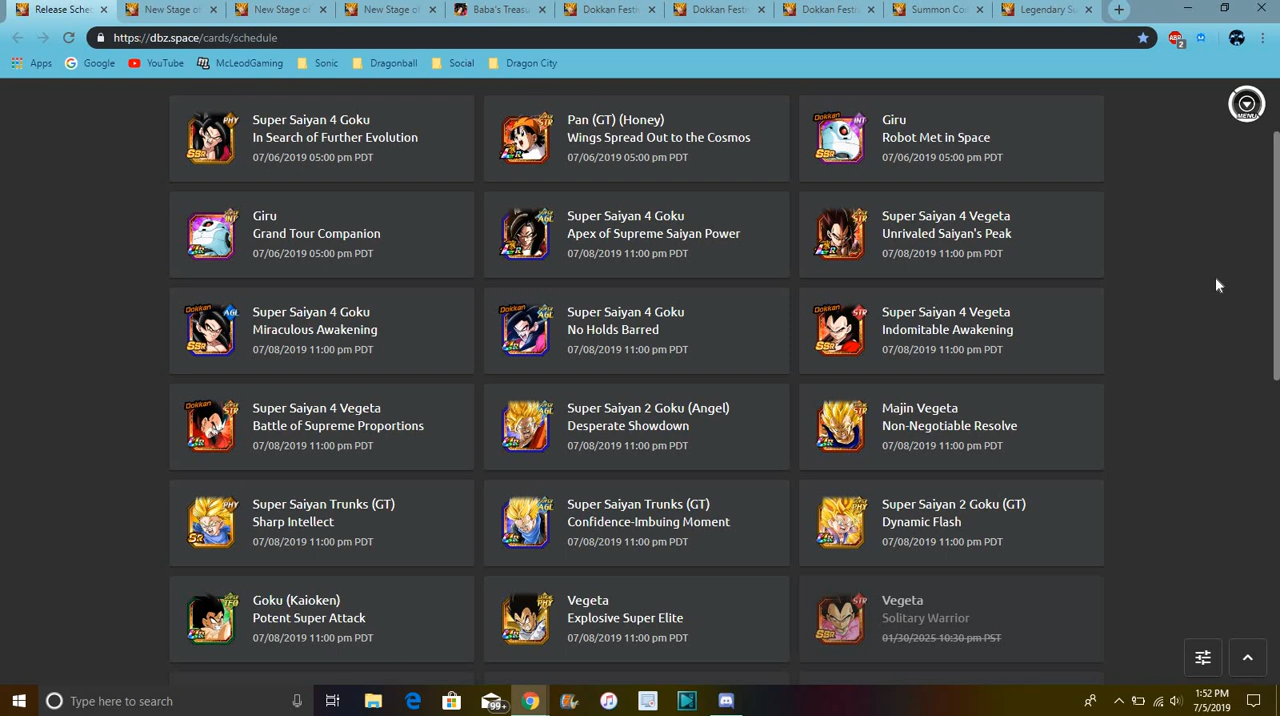 Release Sche
New Stage of
New Stage of
New Stage of
Baba's Treasu
Dokkan Festi
Dokkan Festi
Dokkan Festi
Summon Co
Legendary Su
https://dbz.space/cards/schedule
Apps
Google
YouTube
McLeodGaming
Sonic
Dragonball
Social
Dragon City
MENU
Super Saiyan 4 Goku
In Search of Further Evolution
07/06/2019 05:00 pm PDT
Pan (GT) (Honey)
Wings Spread Out to the Cosmos
07/06/2019 05:00 pm PDT
Giru
Robot Met in Space
07/06/2019 05:00 pm PDT
Giru
Grand Tour Companion
07/06/2019 05:00 pm PDT
Super Saiyan 4 Goku
Apex of Supreme Saiyan Power
07/08/2019 11:00 pm PDT
Super Saiyan 4 Vegeta
Unrivaled Saiyan's Peak
07/08/2019 11:00 pm PDT
Super Saiyan 4 Goku
Miraculous Awakening
07/08/2019 11:00 pm PDT
Super Saiyan 4 Goku
No Holds Barred
07/08/2019 11:00 pm PDT
Super Saiyan 4 Vegeta
Indomitable Awakening
07/08/2019 11:00 pm PDT
Super Saiyan 4 Vegeta
Battle of Supreme Proportions
07/08/2019 11:00 pm PDT
Super Saiyan 2 Goku (Angel)
Desperate Showdown
07/08/2019 11:00 pm PDT
Majin Vegeta
Non-Negotiable Resolve
07/08/2019 11:00 pm PDT
Super Saiyan Trunks (GT)
Sharp Intellect
07/08/2019 11:00 pm PDT
Super Saiyan Trunks (GT)
Confidence-Imbuing Moment
07/08/2019 11:00 pm PDT
Super Saiyan 2 Goku (GT)
Dynamic Flash
07/08/2019 11:00 pm PDT
Goku (Kaioken)
Potent Super Attack
07/08/2019 11:00 pm PDT
Vegeta
Explosive Super Elite
07/08/2019 11:00 pm PDT
Vegeta
Solitary Warrior
01/30/2025 10:30 pm PST
Type here to search
99+
1:52 PM
7/5/2019